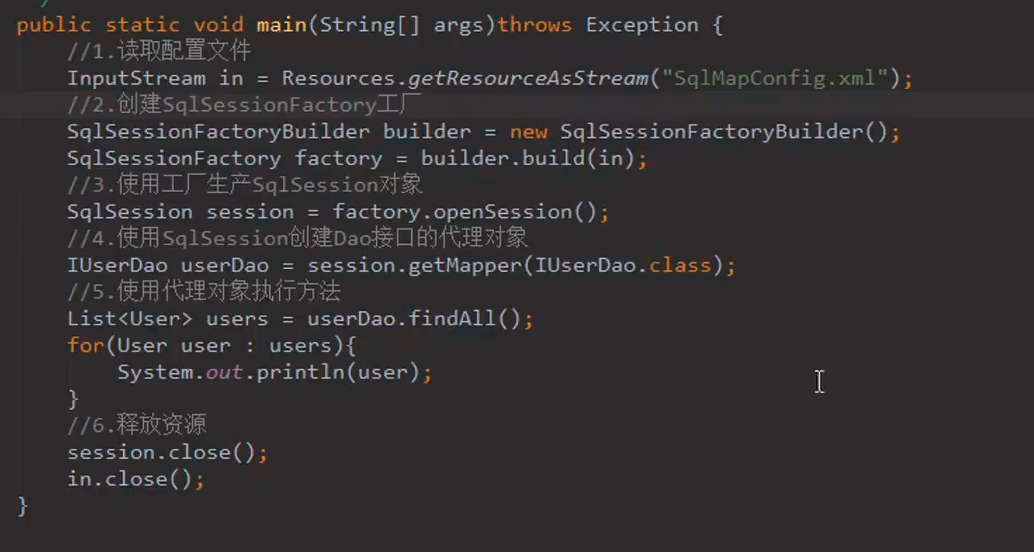 public static void main(String[] args)throws Exception {
//1.读取配置文件
InputStream in = Resources.getResourceAsStream("SqlMapConfig.xml");
//2.创建SqlSessionFactory工厂
SqlSessionFactoryBuilder builder = new SqlSessionFactoryBuilder();
SqlSessionFactory factory = builder.build(in);
//3.使用工厂生产SqlSession对象
SqlSession session = factory.openSession();
//4.使用SqlSession创建Dao接口的代理对象
IUserDao userDao = session.getMapper(IUserDao.class);
//5.使用代理对象执行方法
List<User> users = userDao.findAll();
for(User user : users){
System.out.println(user);
}
//6.释放资源
session.close();
in.close();
}